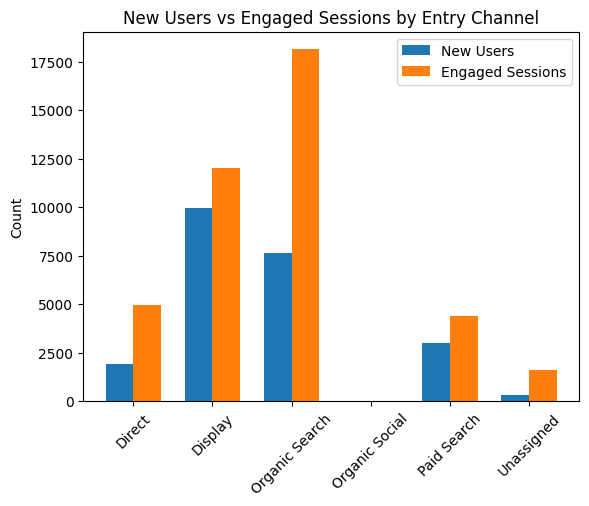 New Users vs Engaged Sessions by Entry Channel
New Users
Engaged Sessions
Count
17500
15000
12500
10000
7500
5000
2500
0
Direct
Display
Organic Search
Organic Social
Paid Search
Unassigned